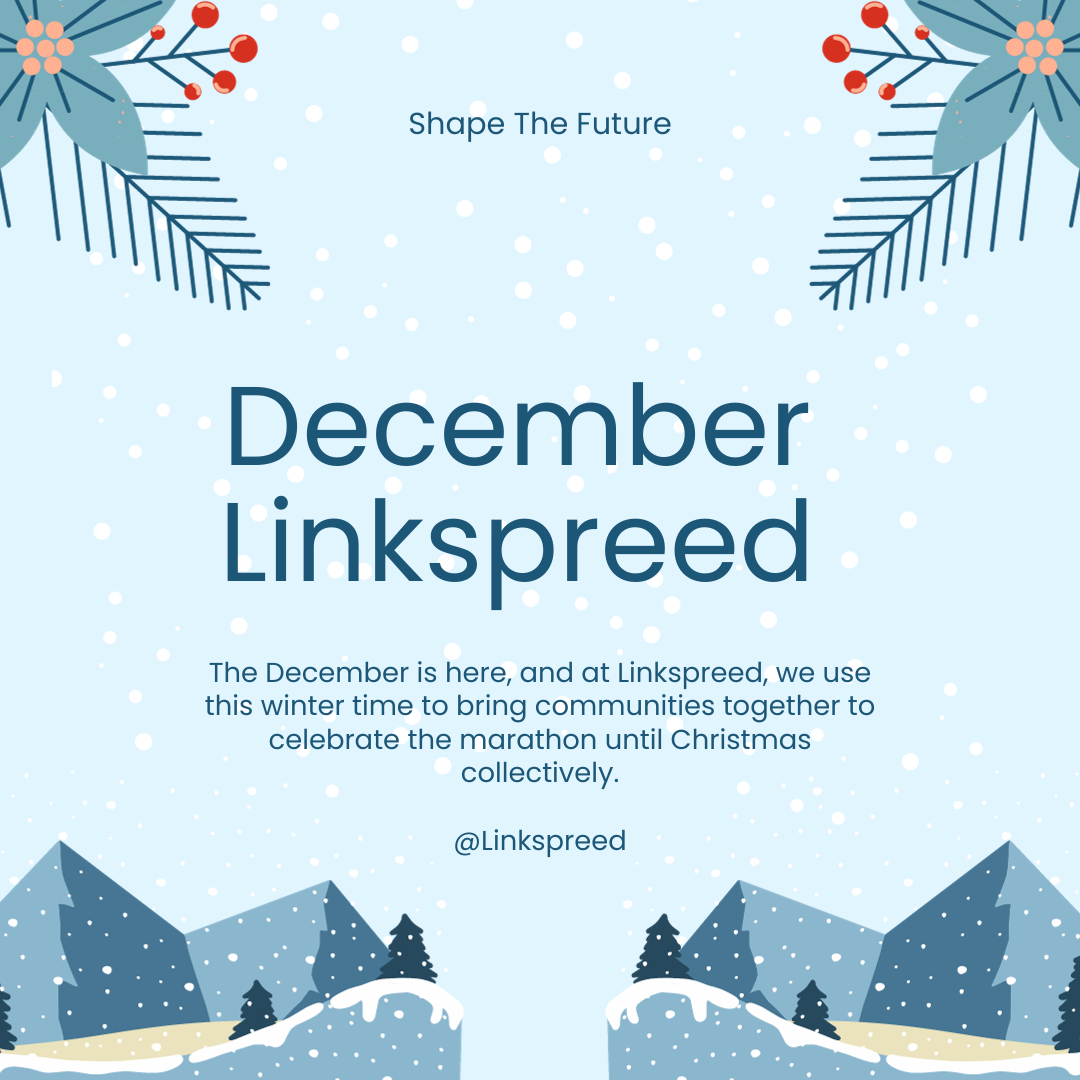 Shape The Future
December
Linkspreed
The December is here, and at Linkspreed, we use
this winter time to bring communities together to
celebrate the marathon until Christmas
collectively.
@Linkspreed